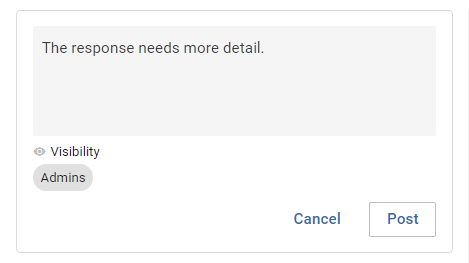 The response needs more detail.
Visibility
Admins
Cancel Post